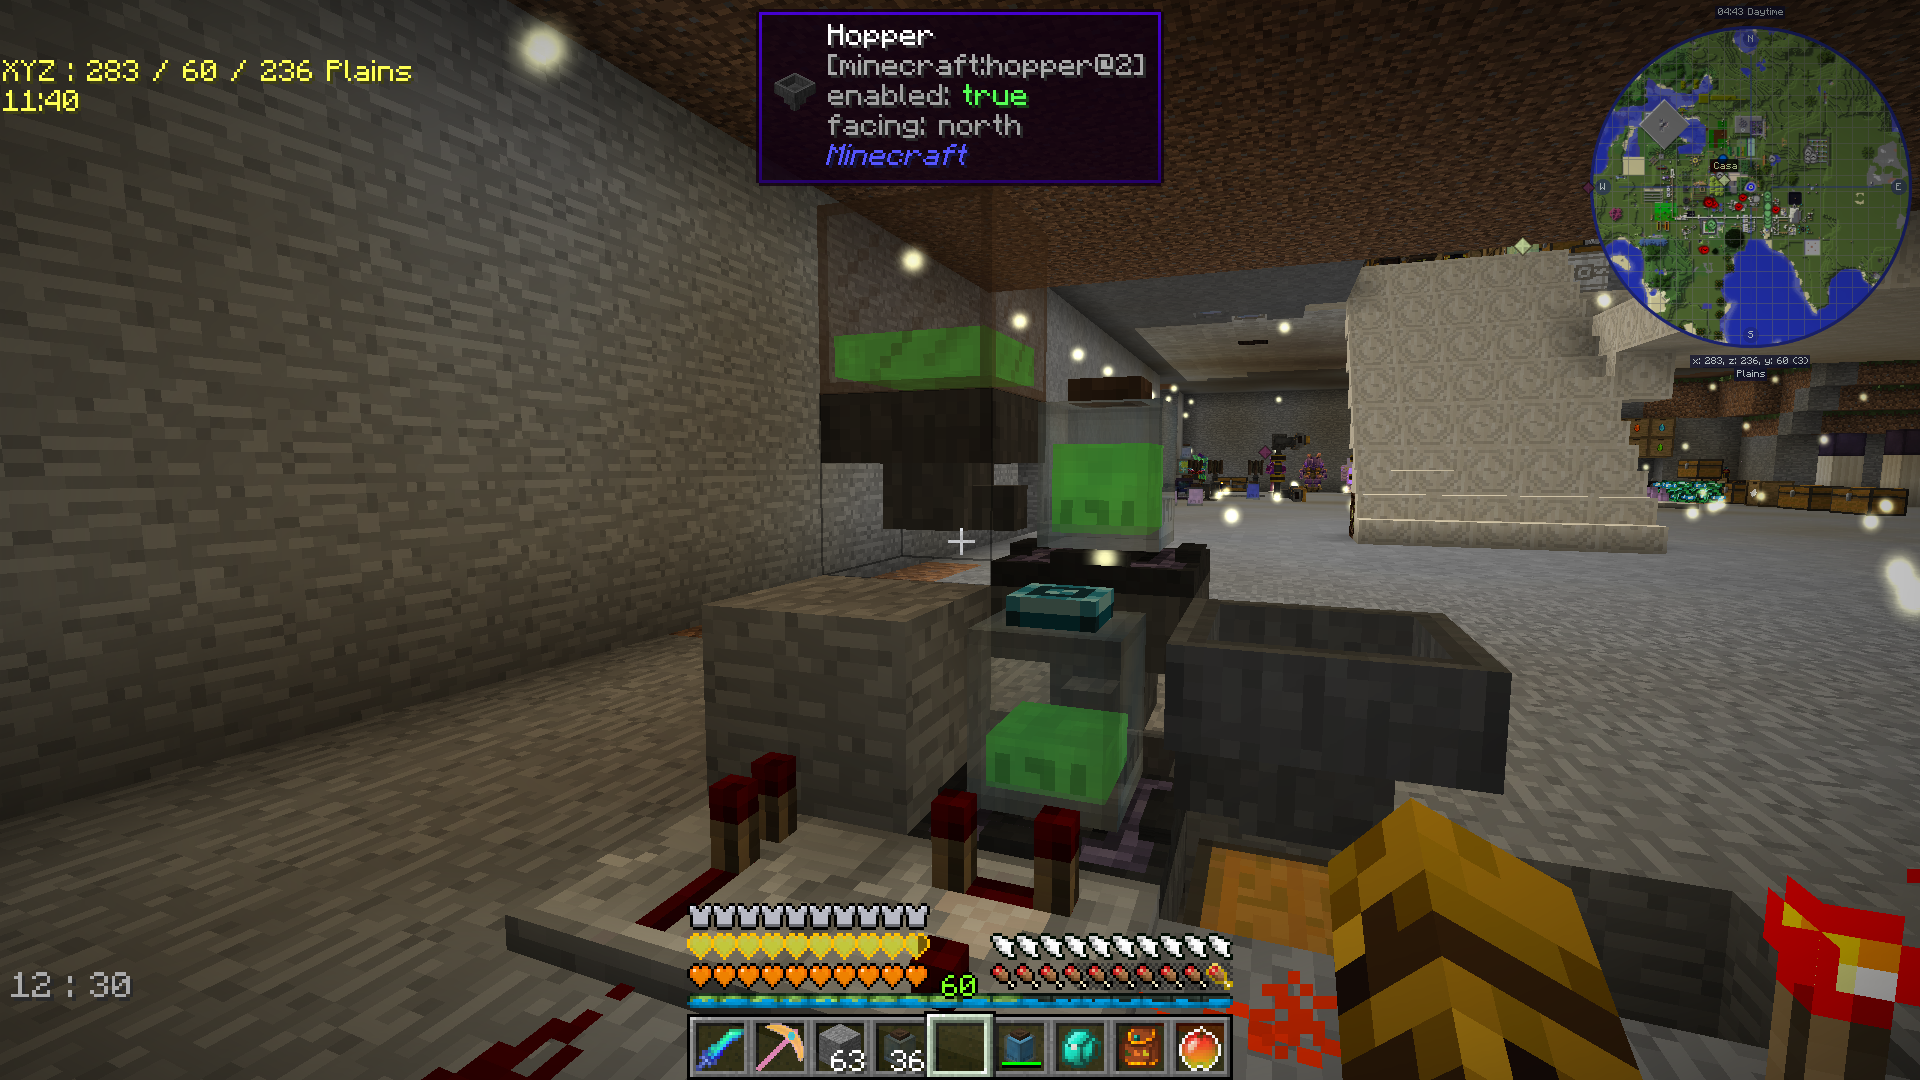 04:43 Daytime
Hopper
[minecraft:hopper@2]
enabled: true
facing: north
Minecraft
XYZ : 283 / 60 / 236 Plains
11:40
N
Casa
W
E
S
x: 283, z: 236, y: 60 (3)
Plains
12:30
60
63
36